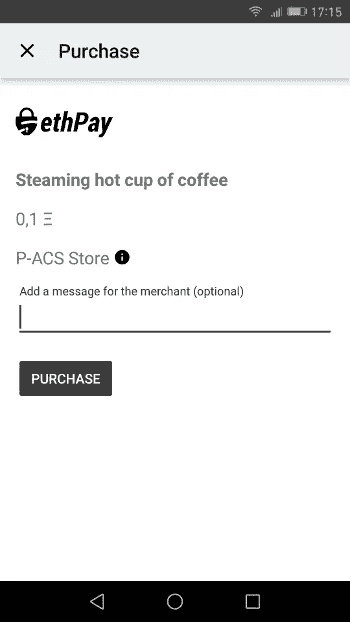 17:15
Purchase
ethPay
Steaming hot cup of coffee
0,1 Ξ
P-ACS Store
Add a message for the merchant (optional)
PURCHASE